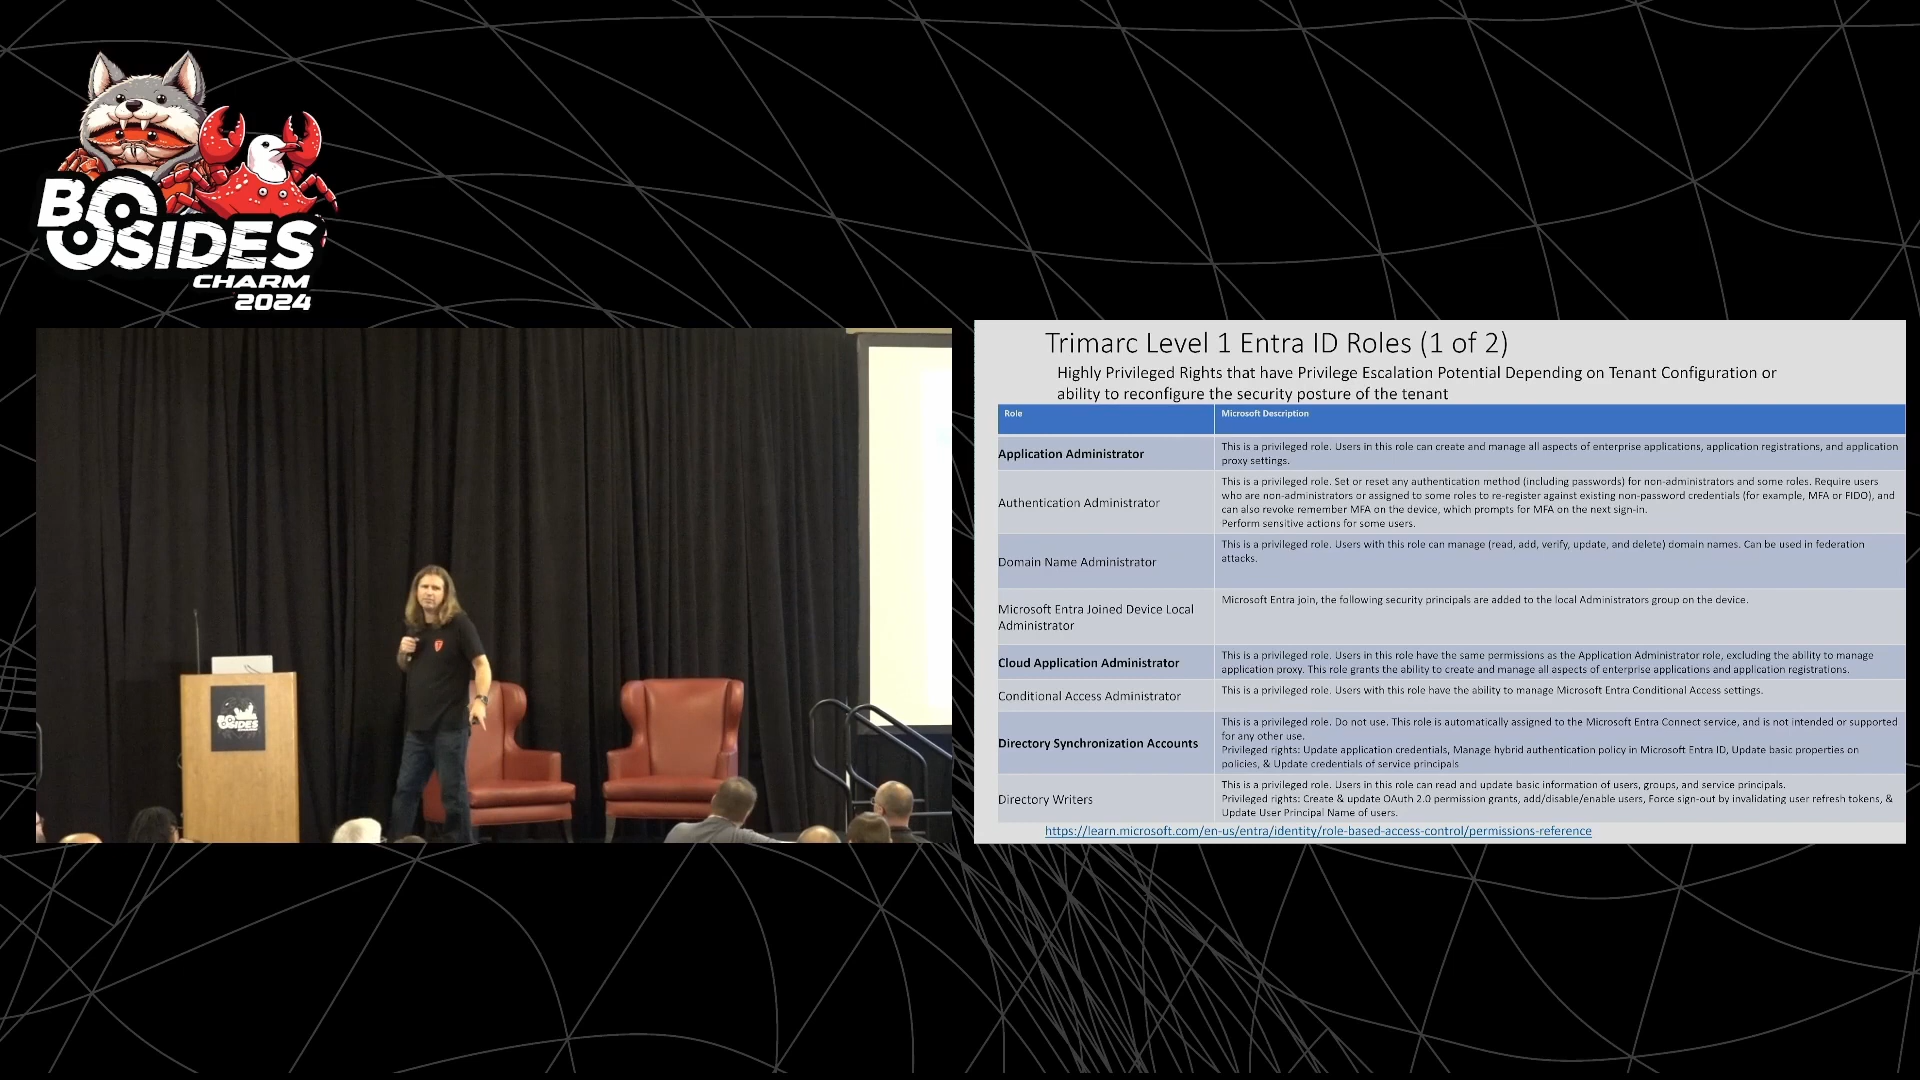 BSIDES
CHARM
2024
BSIDES
Trimarc Level 1 Entra ID Roles (1 of 2)
Highly Privileged Rights that have Privilege Escalation Potential Depending on Tenant Configuration or
ability to reconfigure the security posture of the tenant
Role
Microsoft Description
Application Administrator
This is a privileged role. Users in this role can create and manage all aspects of enterprise applications, application registrations, and application
proxy settings.
Authentication Administrator
This is a privileged role. Set or reset any authentication method (including passwords) for non-administrators and some roles. Require users
who are non-administrators or assigned to some roles to re-register against existing non-password credentials (for example, MFA or FIDO), and
can also revoke remember MFA on the device, which prompts for MFA on the next sign-in.
Perform sensitive actions for some users.
Domain Name Administrator
This is a privileged role. Users with this role can manage (read, add, verify, update, and delete) domain names. Can be used in federation
attacks.
Microsoft Entra Joined Device Local
Administrator
Microsoft Entra join, the following security principals are added to the local Administrators group on the device.
Cloud Application Administrator
This is a privileged role. Users in this role have the same permissions as the Application Administrator role, excluding the ability to manage
application proxy. This role grants the ability to create and manage all aspects of enterprise applications and application registrations.
Conditional Access Administrator
This is a privileged role. Users with this role have the ability to manage Microsoft Entra Conditional Access settings.
Directory Synchronization Accounts
This is a privileged role. Do not use. This role is automatically assigned to the Microsoft Entra Connect service, and is not intended or supported
for any other use.
Privileged rights: Update application credentials, Manage hybrid authentication policy in Microsoft Entra ID, Update basic properties on
policies, & Update credentials of service principals
Directory Writers
This is a privileged role. Users in this role can read and update basic information of users, groups, and service principals.
Privileged rights: Create & update OAuth 2.0 permission grants, add/disable/enable users, Force sign-out by invalidating user refresh tokens, &
Update User Principal Name of users.
https://learn.microsoft.com/en-us/entra/identity/role-based-access-control/permissions-reference